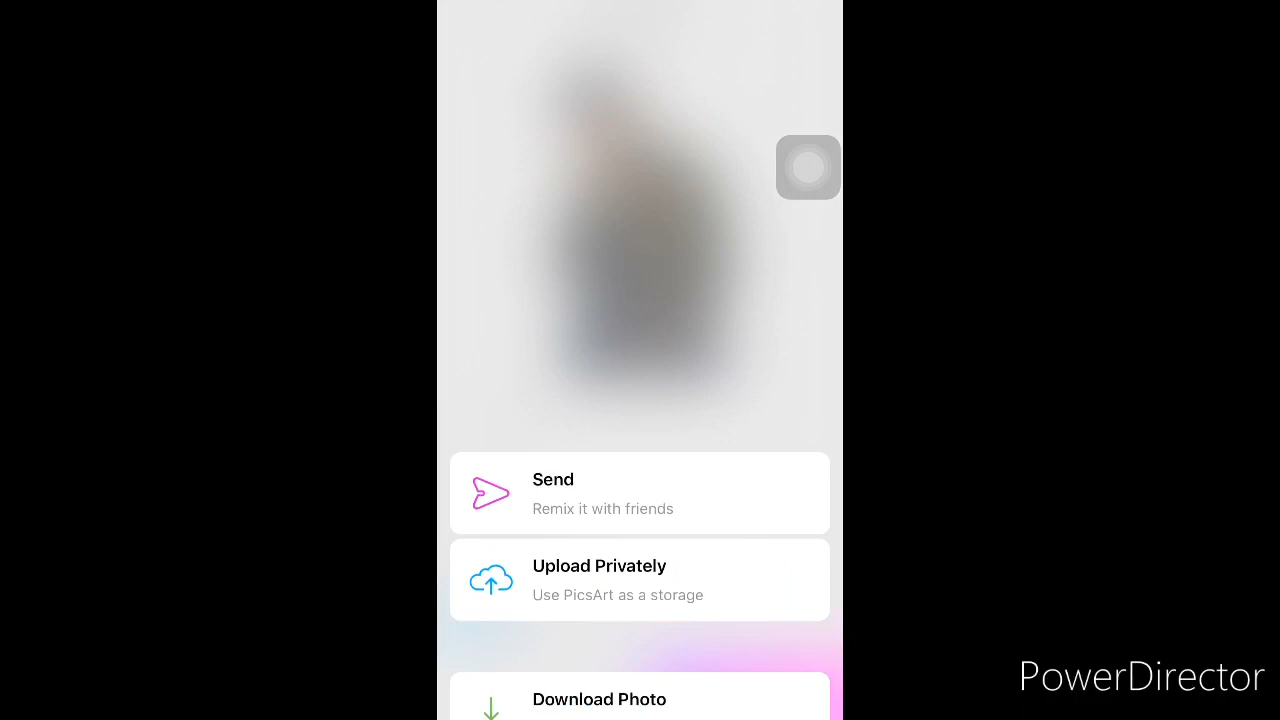 Send
Remix it with friends
Upload Privately
Use PicsArt as a storage
Download Photo
PowerDirector